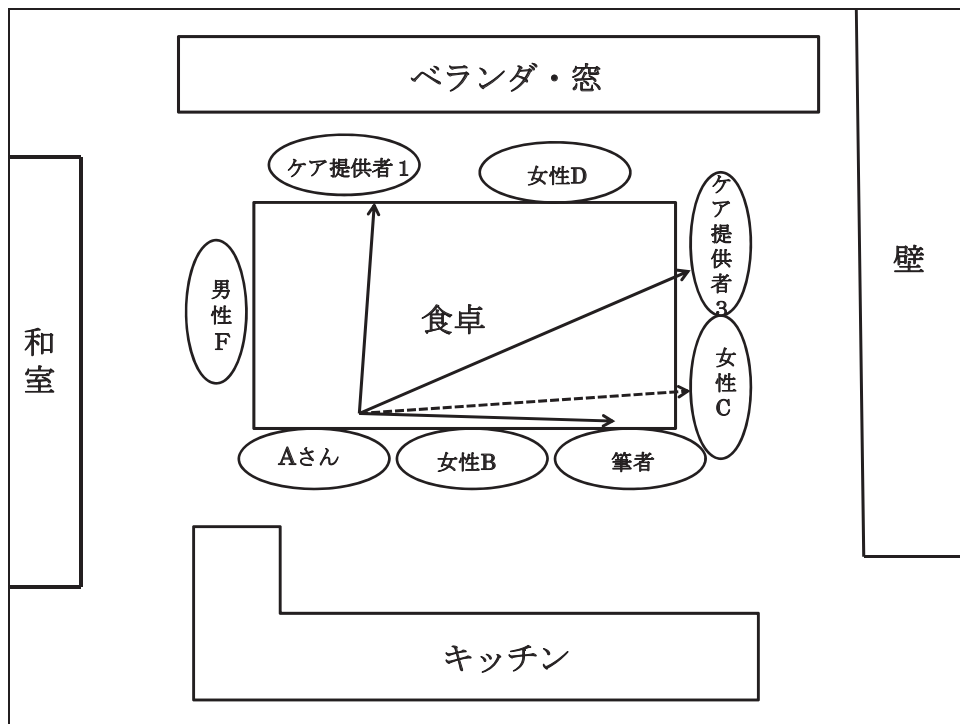 ベランダ・窓
ケア提供者 1
女性D
ケア提供者3
壁
男性F
食卓
和室
女性C
Aさん
女性B
筆者
キッチン